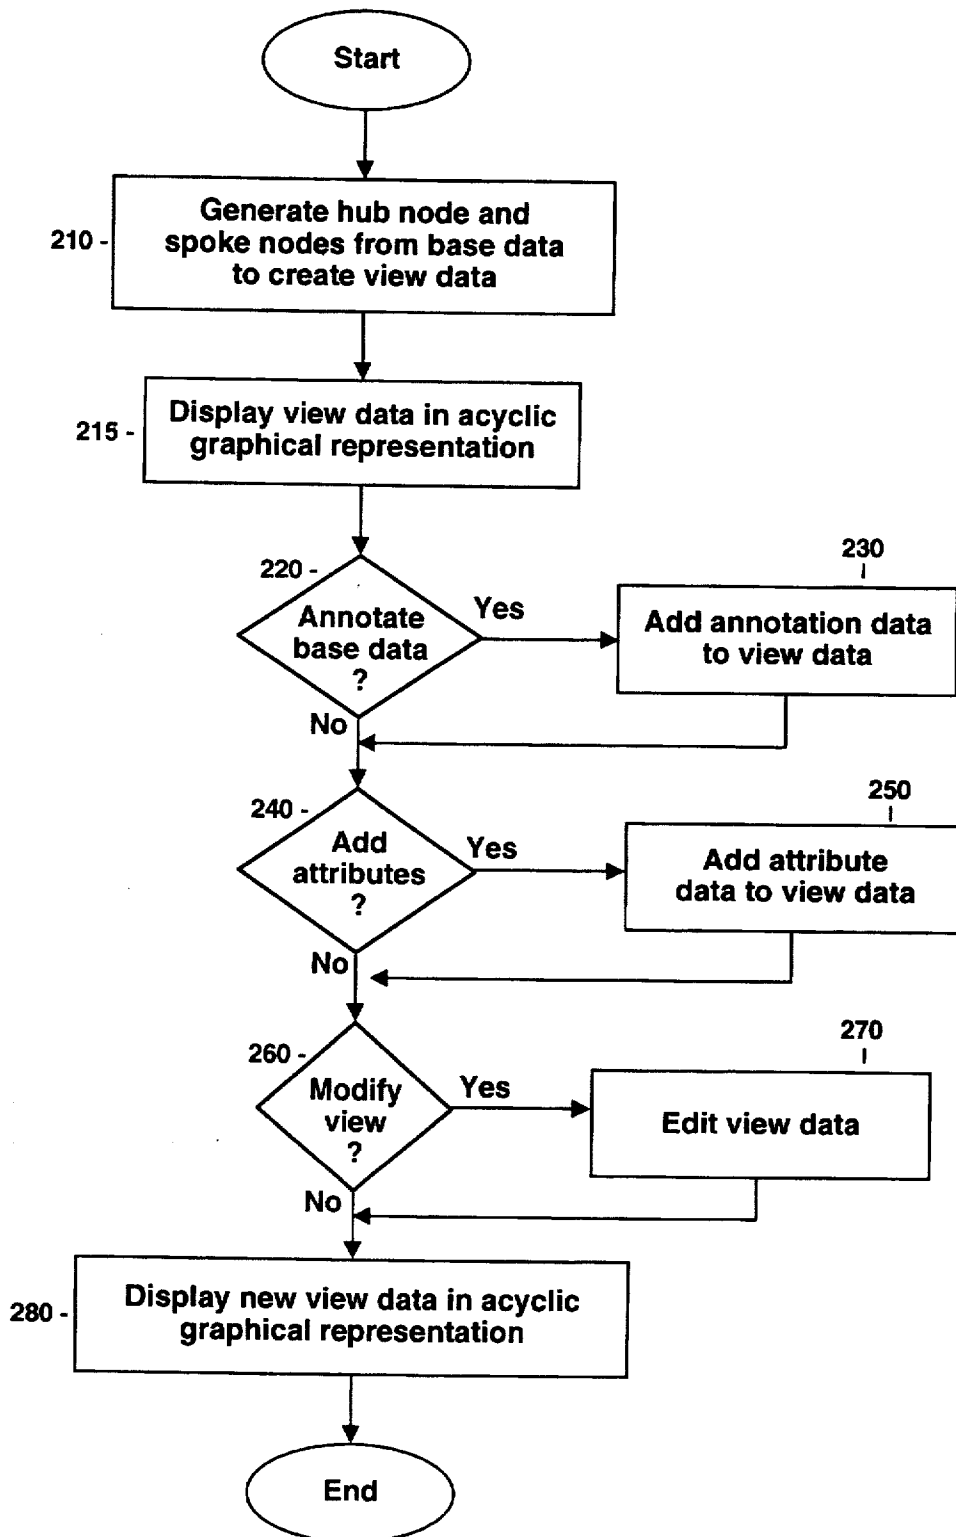 Start
Generate hub node and
210 - spoke nodes from base data
to create view data
Display view data in acyclic
215 - graphical representation
220 -
230
Annotate
base data
?
Yes
Add annotation data
to view data
No
240 -
250
Add
attributes
?
Yes
Add attribute
data to view data
No
260 -
270
Modify
view
?
Yes
Edit view data
No
Display new view data in acyclic
280 - graphical representation
End